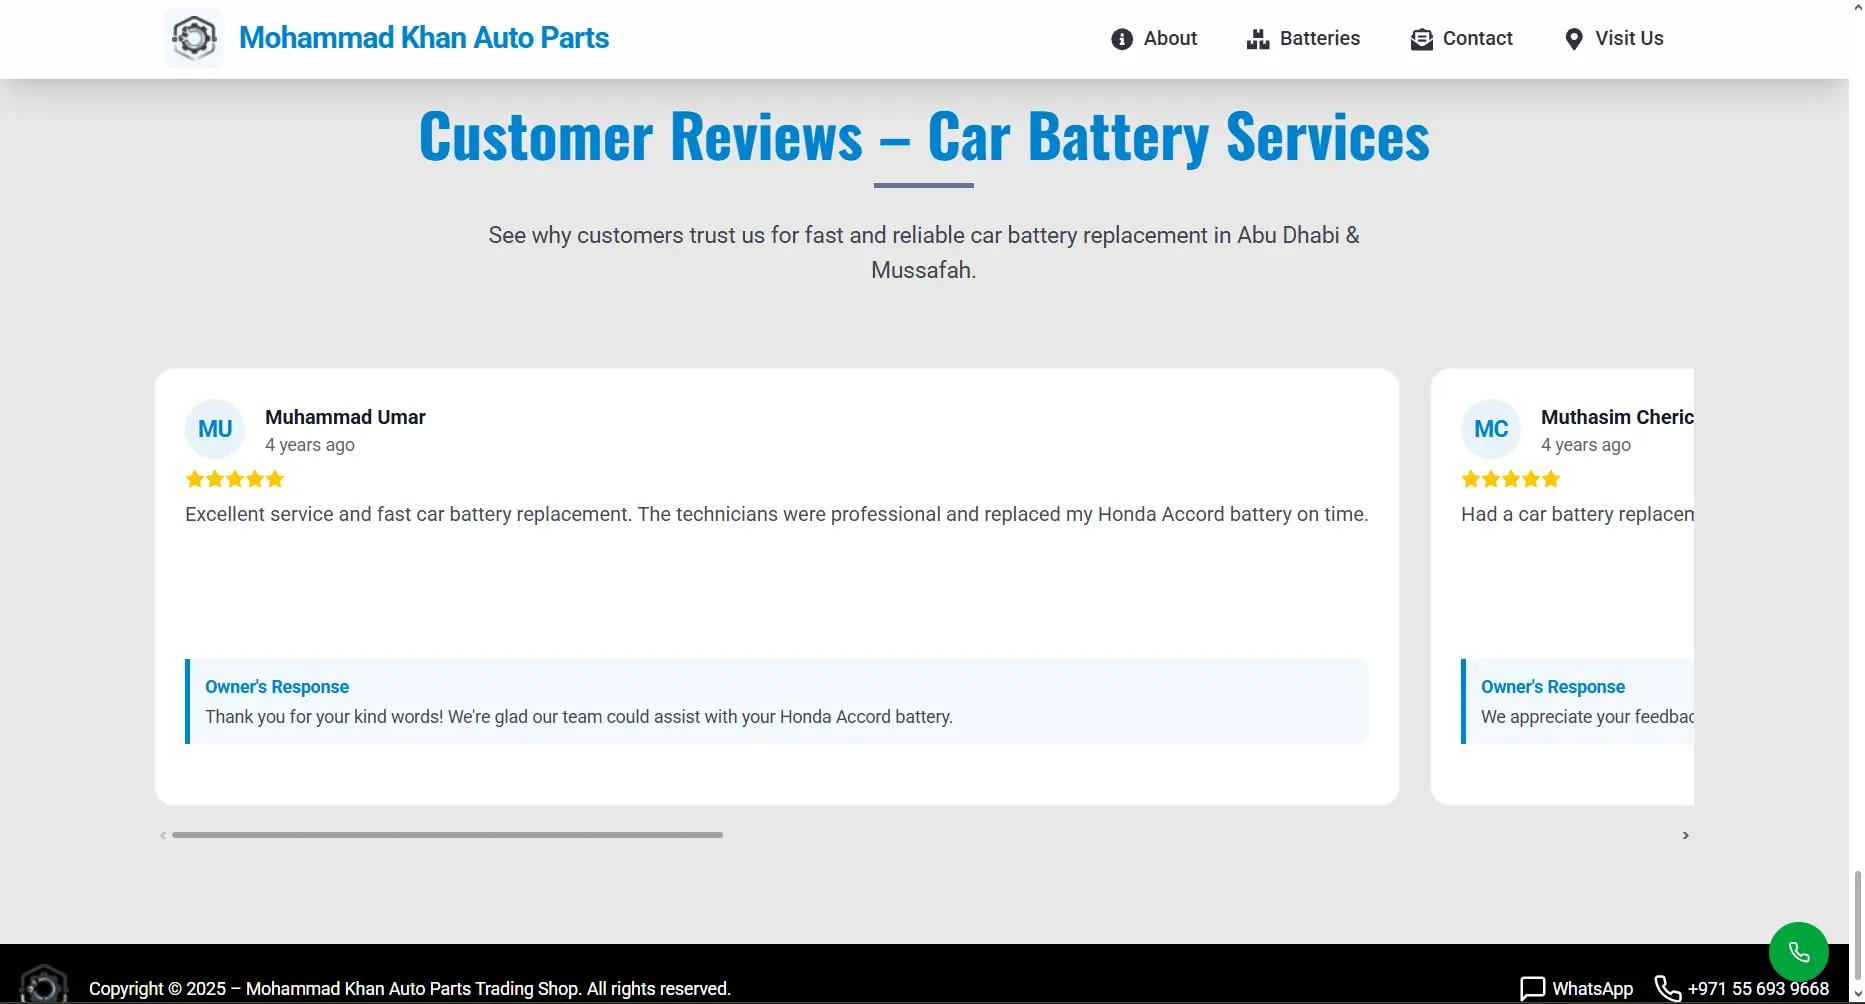 Mohammad Khan Auto Parts
About
Batteries
Contact
Visit Us
Customer Reviews – Car Battery Services
See why customers trust us for fast and reliable car battery replacement in Abu Dhabi &
Mussafah.
MU
Muhammad Umar
4 years ago
Excellent service and fast car battery replacement. The technicians were professional and replaced my Honda Accord battery on time.
Owner's Response
Thank you for your kind words! We're glad our team could assist with your Honda Accord battery.
MC
Muthasim Cheric
4 years ago
Had a car battery replacem
Owner's Response
We appreciate your feedbac
Copyright © 2025 – Mohammad Khan Auto Parts Trading Shop. All rights reserved.
WhatsApp
+971 55 693 9668